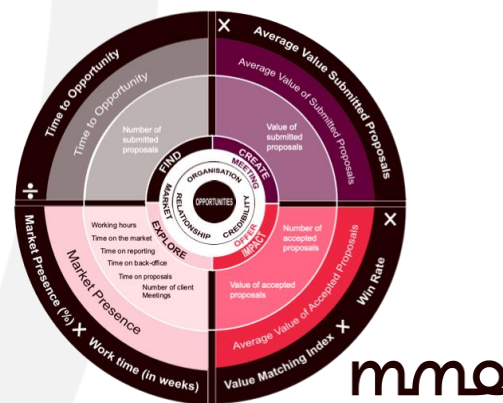 Time to Opportunity
X
Average Value Submitted Proposals
Time to Opportunity
Average Value of Submitted Proposals
Number of
submitted
proposals
Value of
submitted
proposals
FIND
CREATE
MEETING
ORGANISATION
MARKET
RELATIONSHIP
OPPORTUNITIES
CREDIBILITY
EXPLORE
OFFER
IMPACT
÷
X
Working hours
Time on the market
Time on reporting
Time on back-office
Time on proposals
Number of client
Meetings
Number of
accepted
proposals
Value of accepted
proposals
Market Presence
Average Value of Accepted Proposals
Market Presence (%) X Work time (in weeks)
Value Matching Index X Win Rate
mmo